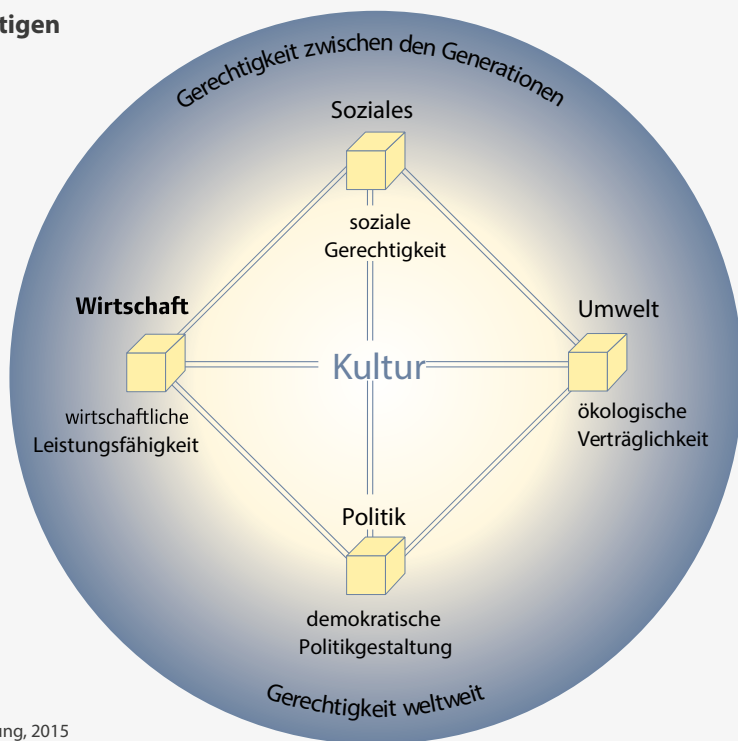 tigen
Gerechtigkeit zwischen den Generationen
Soziales
soziale
Gerechtigkeit
Wirtschaft
wirtschaftliche
Leistungsfähigkeit
Kultur
Umwelt
ökologische
Verträglichkeit
Politik
demokratische
Politikgestaltung
Gerechtigkeit weltweit
ung, 2015